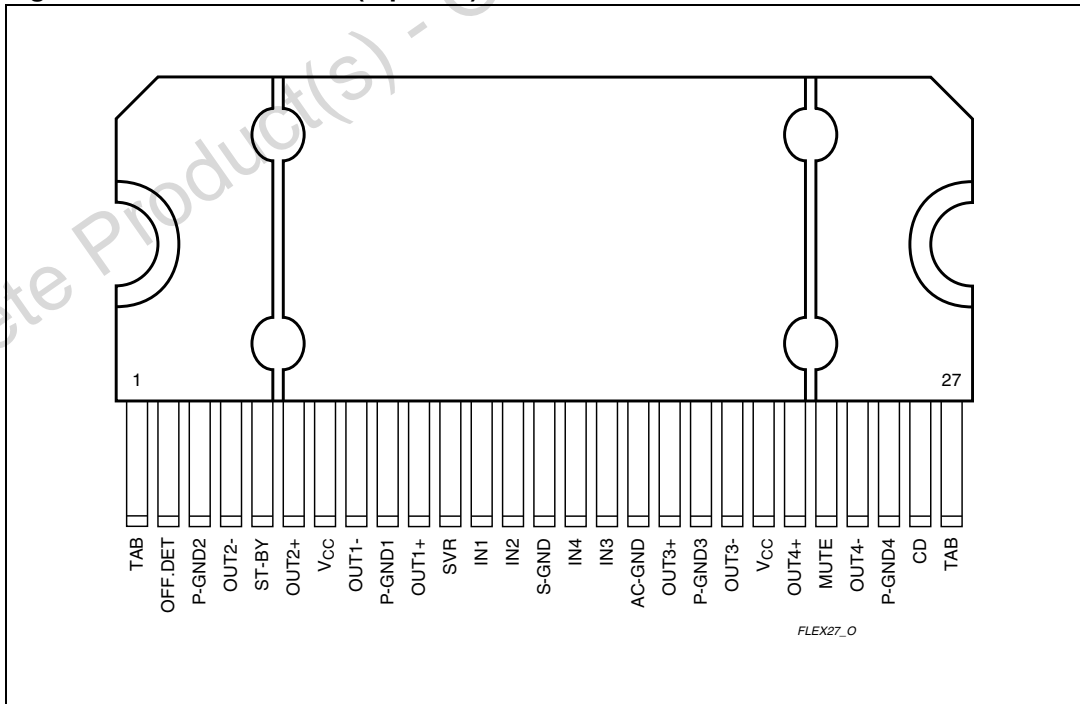 Product(s) -
1
27
TAB
OFF.DET
P-GND2
OUT2-
ST-BY
OUT2+
VCC
OUT1-
P-GND1
OUT1+
SVR
IN1
IN2
S-GND
IN4
IN3
AC-GND
OUT3+
P-GND3
OUT3-
VCC
OUT4+
MUTE
OUT4-
P-GND4
CD
TAB
FLEX27_O